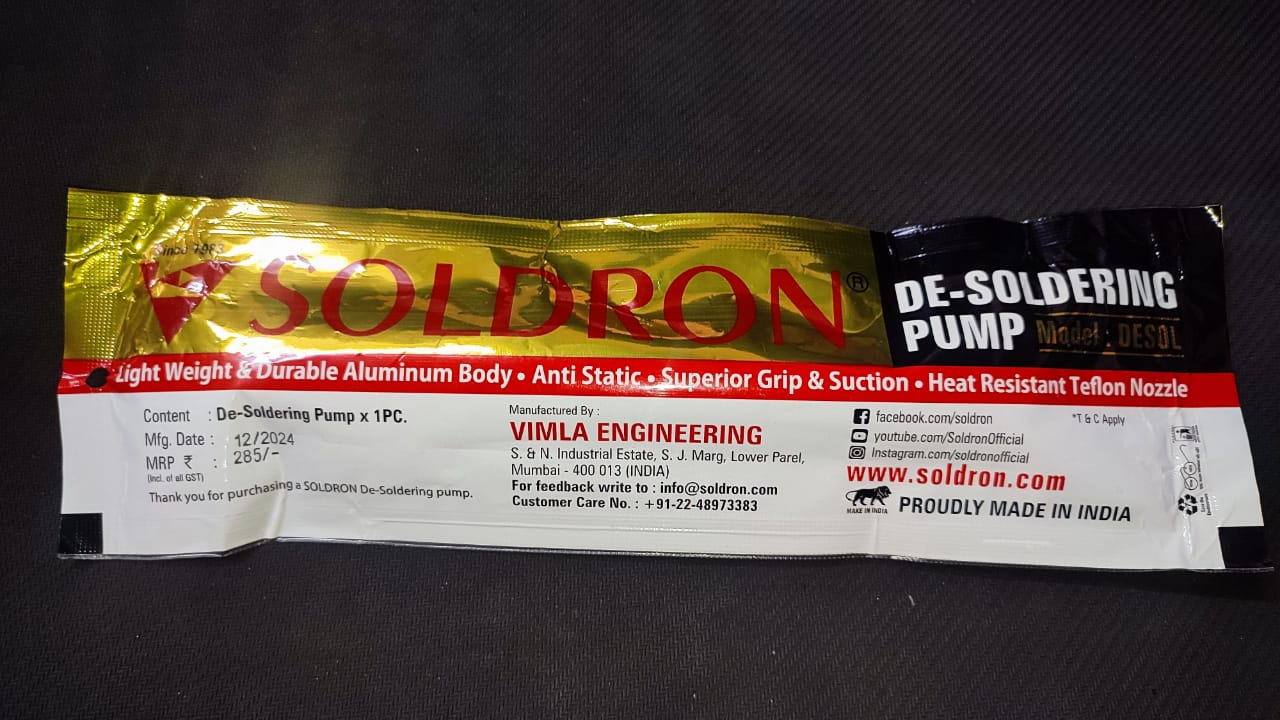 Since 1983
SOLDRON®
DE-SOLDERING
PUMP Model : DESOL
Light Weight & Durable Aluminum Body • Anti Static • Superior Grip & Suction • Heat Resistant Teflon Nozzle
Content : De-Soldering Pump x 1PC.
Mfg. Date : 12/2024
MRP ₹ : 285/-
(Incl. of all GST)
Thank you for purchasing a SOLDRON De-Soldering pump.
Manufactured By :
VIMLA ENGINEERING
S. & N. Industrial Estate, S. J. Marg, Lower Parel,
Mumbai - 400 013 (INDIA)
For feedback write to : info@soldron.com
Customer Care No. : +91-22-48973383
facebook.com/soldron
*T & C Apply
youtube.com/SoldronOfficial
Instagram.com/soldronofficial
www.soldron.com
MAKE IN INDIA
PROUDLY MADE IN INDIA